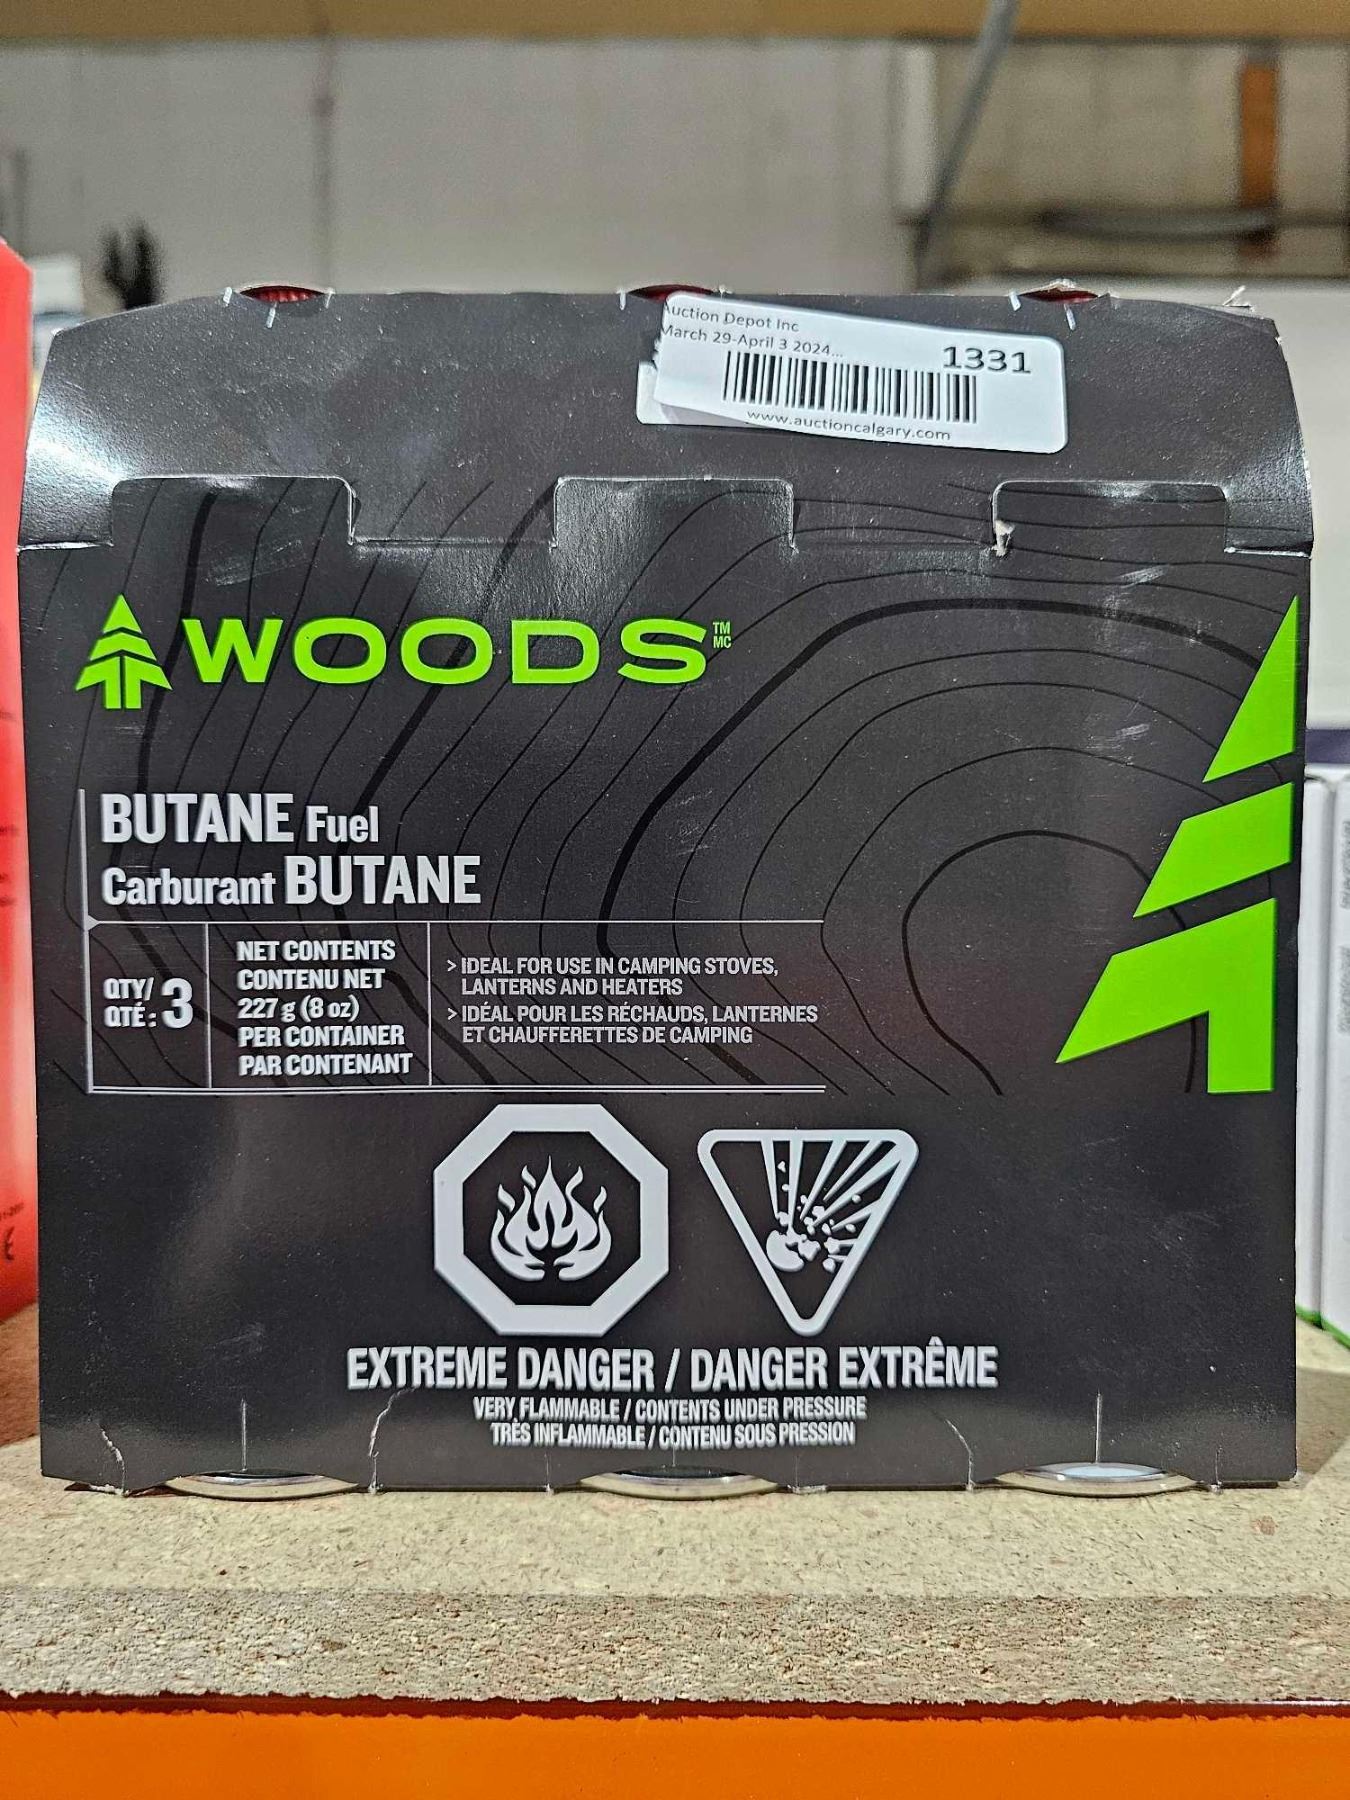 Auction Depot Inc
March 29-April 3 2024...
1331
www.auctioncalgary.com
WOODS TM MC
BUTANE Fuel
Carburant BUTANE
QTY/
QTÉ : 3
NET CONTENTS
CONTENU NET
227 g (8 oz)
PER CONTAINER
PAR CONTENANT
> IDEAL FOR USE IN CAMPING STOVES,
LANTERNS AND HEATERS
> IDÉAL POUR LES RÉCHAUDS, LANTERNES
ET CHAUFFERETTES DE CAMPING
EXTREME DANGER / DANGER EXTRÊME
VERY FLAMMABLE / CONTENTS UNDER PRESSURE
TRÈS INFLAMMABLE / CONTENU SOUS PRESSION